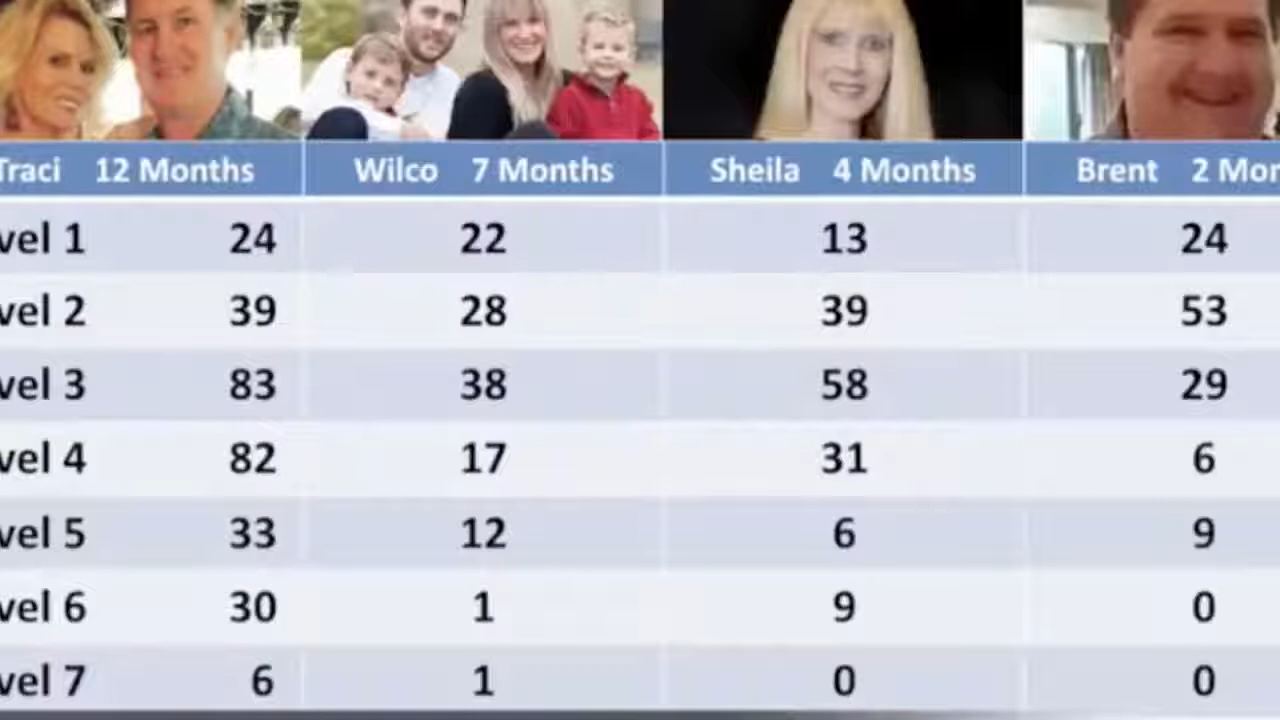 Traci 12 Months Wilco 7 Months Sheila 4 Months Brent 2 Mon
vel 1 24 22 13 24
vel 2 39 28 39 53
vel 3 83 38 58 29
vel 4 82 17 31 6
vel 5 33 12 6 9
vel 6 30 1 9 0
vel 7 6 1 0 0